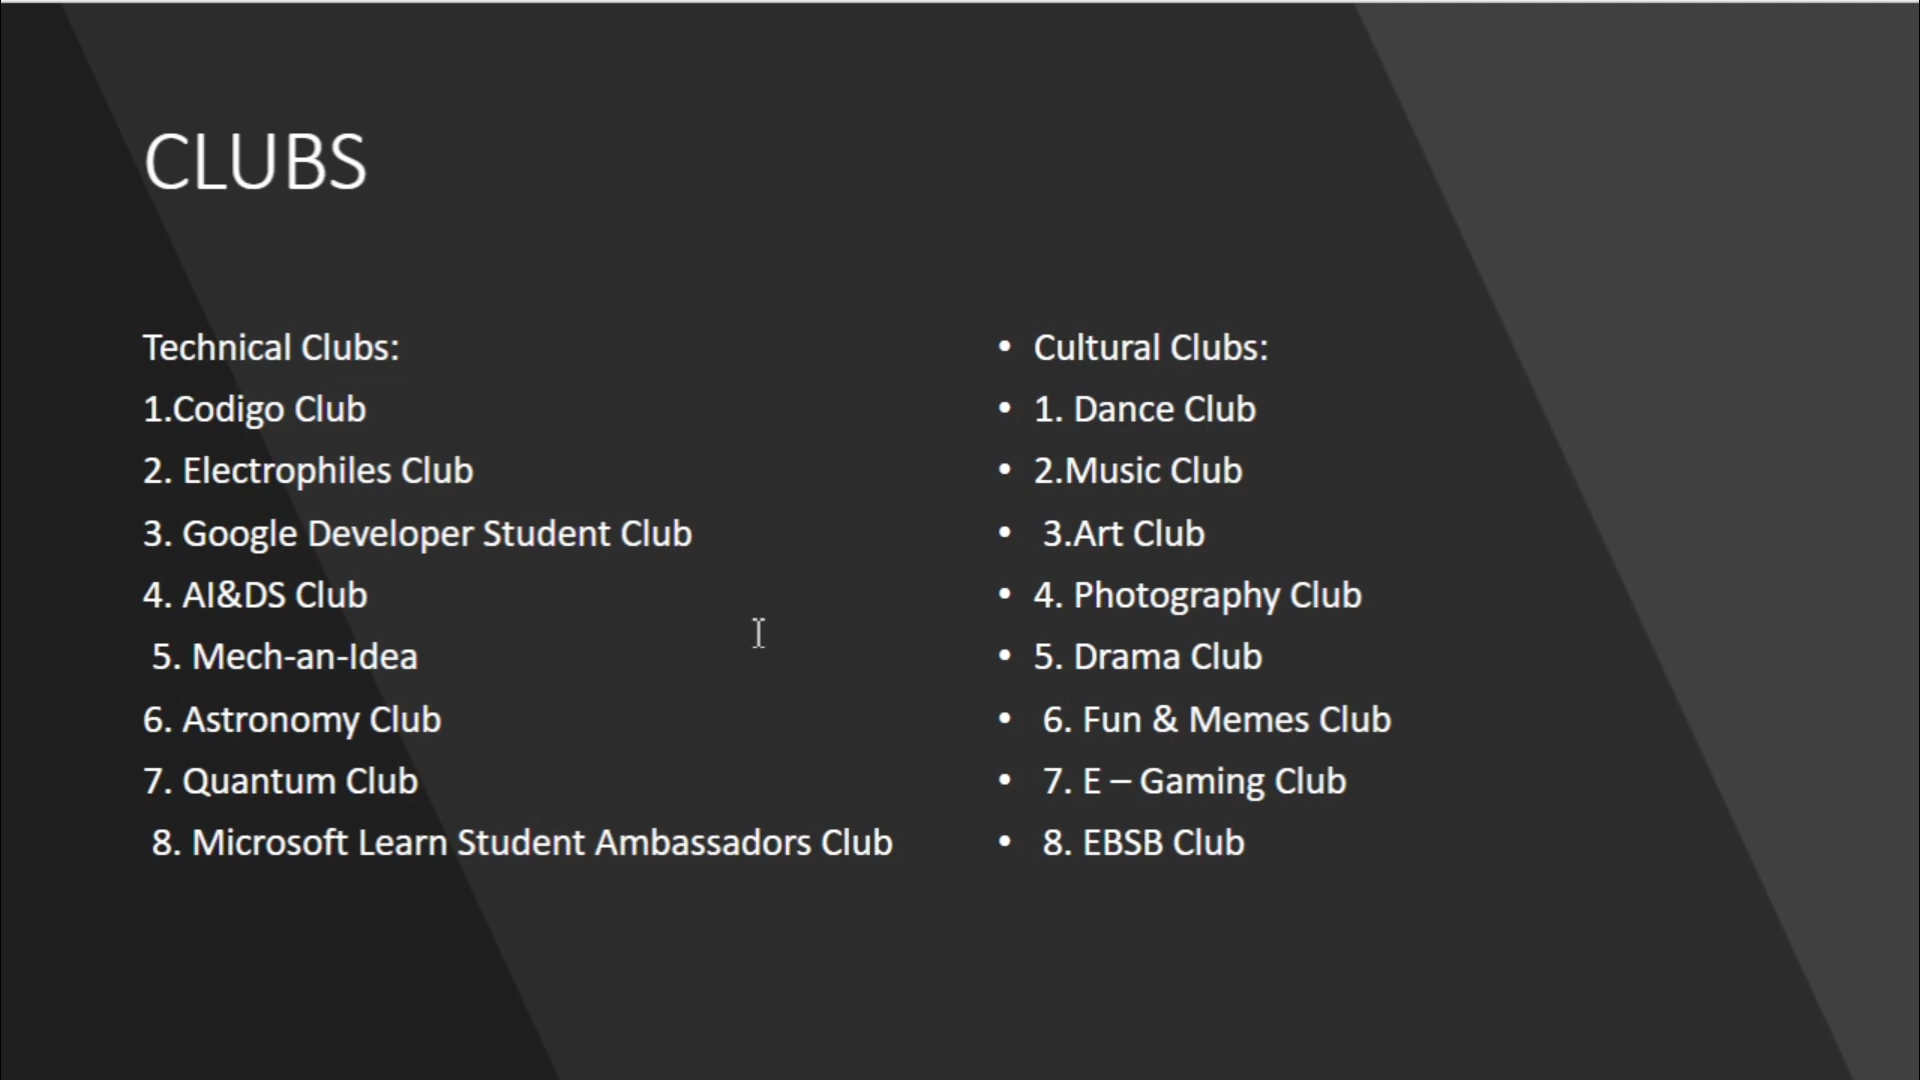 CLUBS
Technical Clubs:
1.Codigo Club
2. Electrophiles Club
3. Google Developer Student Club
4. AI&DS Club
5. Mech-an-Idea
6. Astronomy Club
7. Quantum Club
8. Microsoft Learn Student Ambassadors Club
• Cultural Clubs:
• 1. Dance Club
• 2.Music Club
• 3.Art Club
• 4. Photography Club
• 5. Drama Club
• 6. Fun & Memes Club
• 7. E – Gaming Club
• 8. EBSB Club